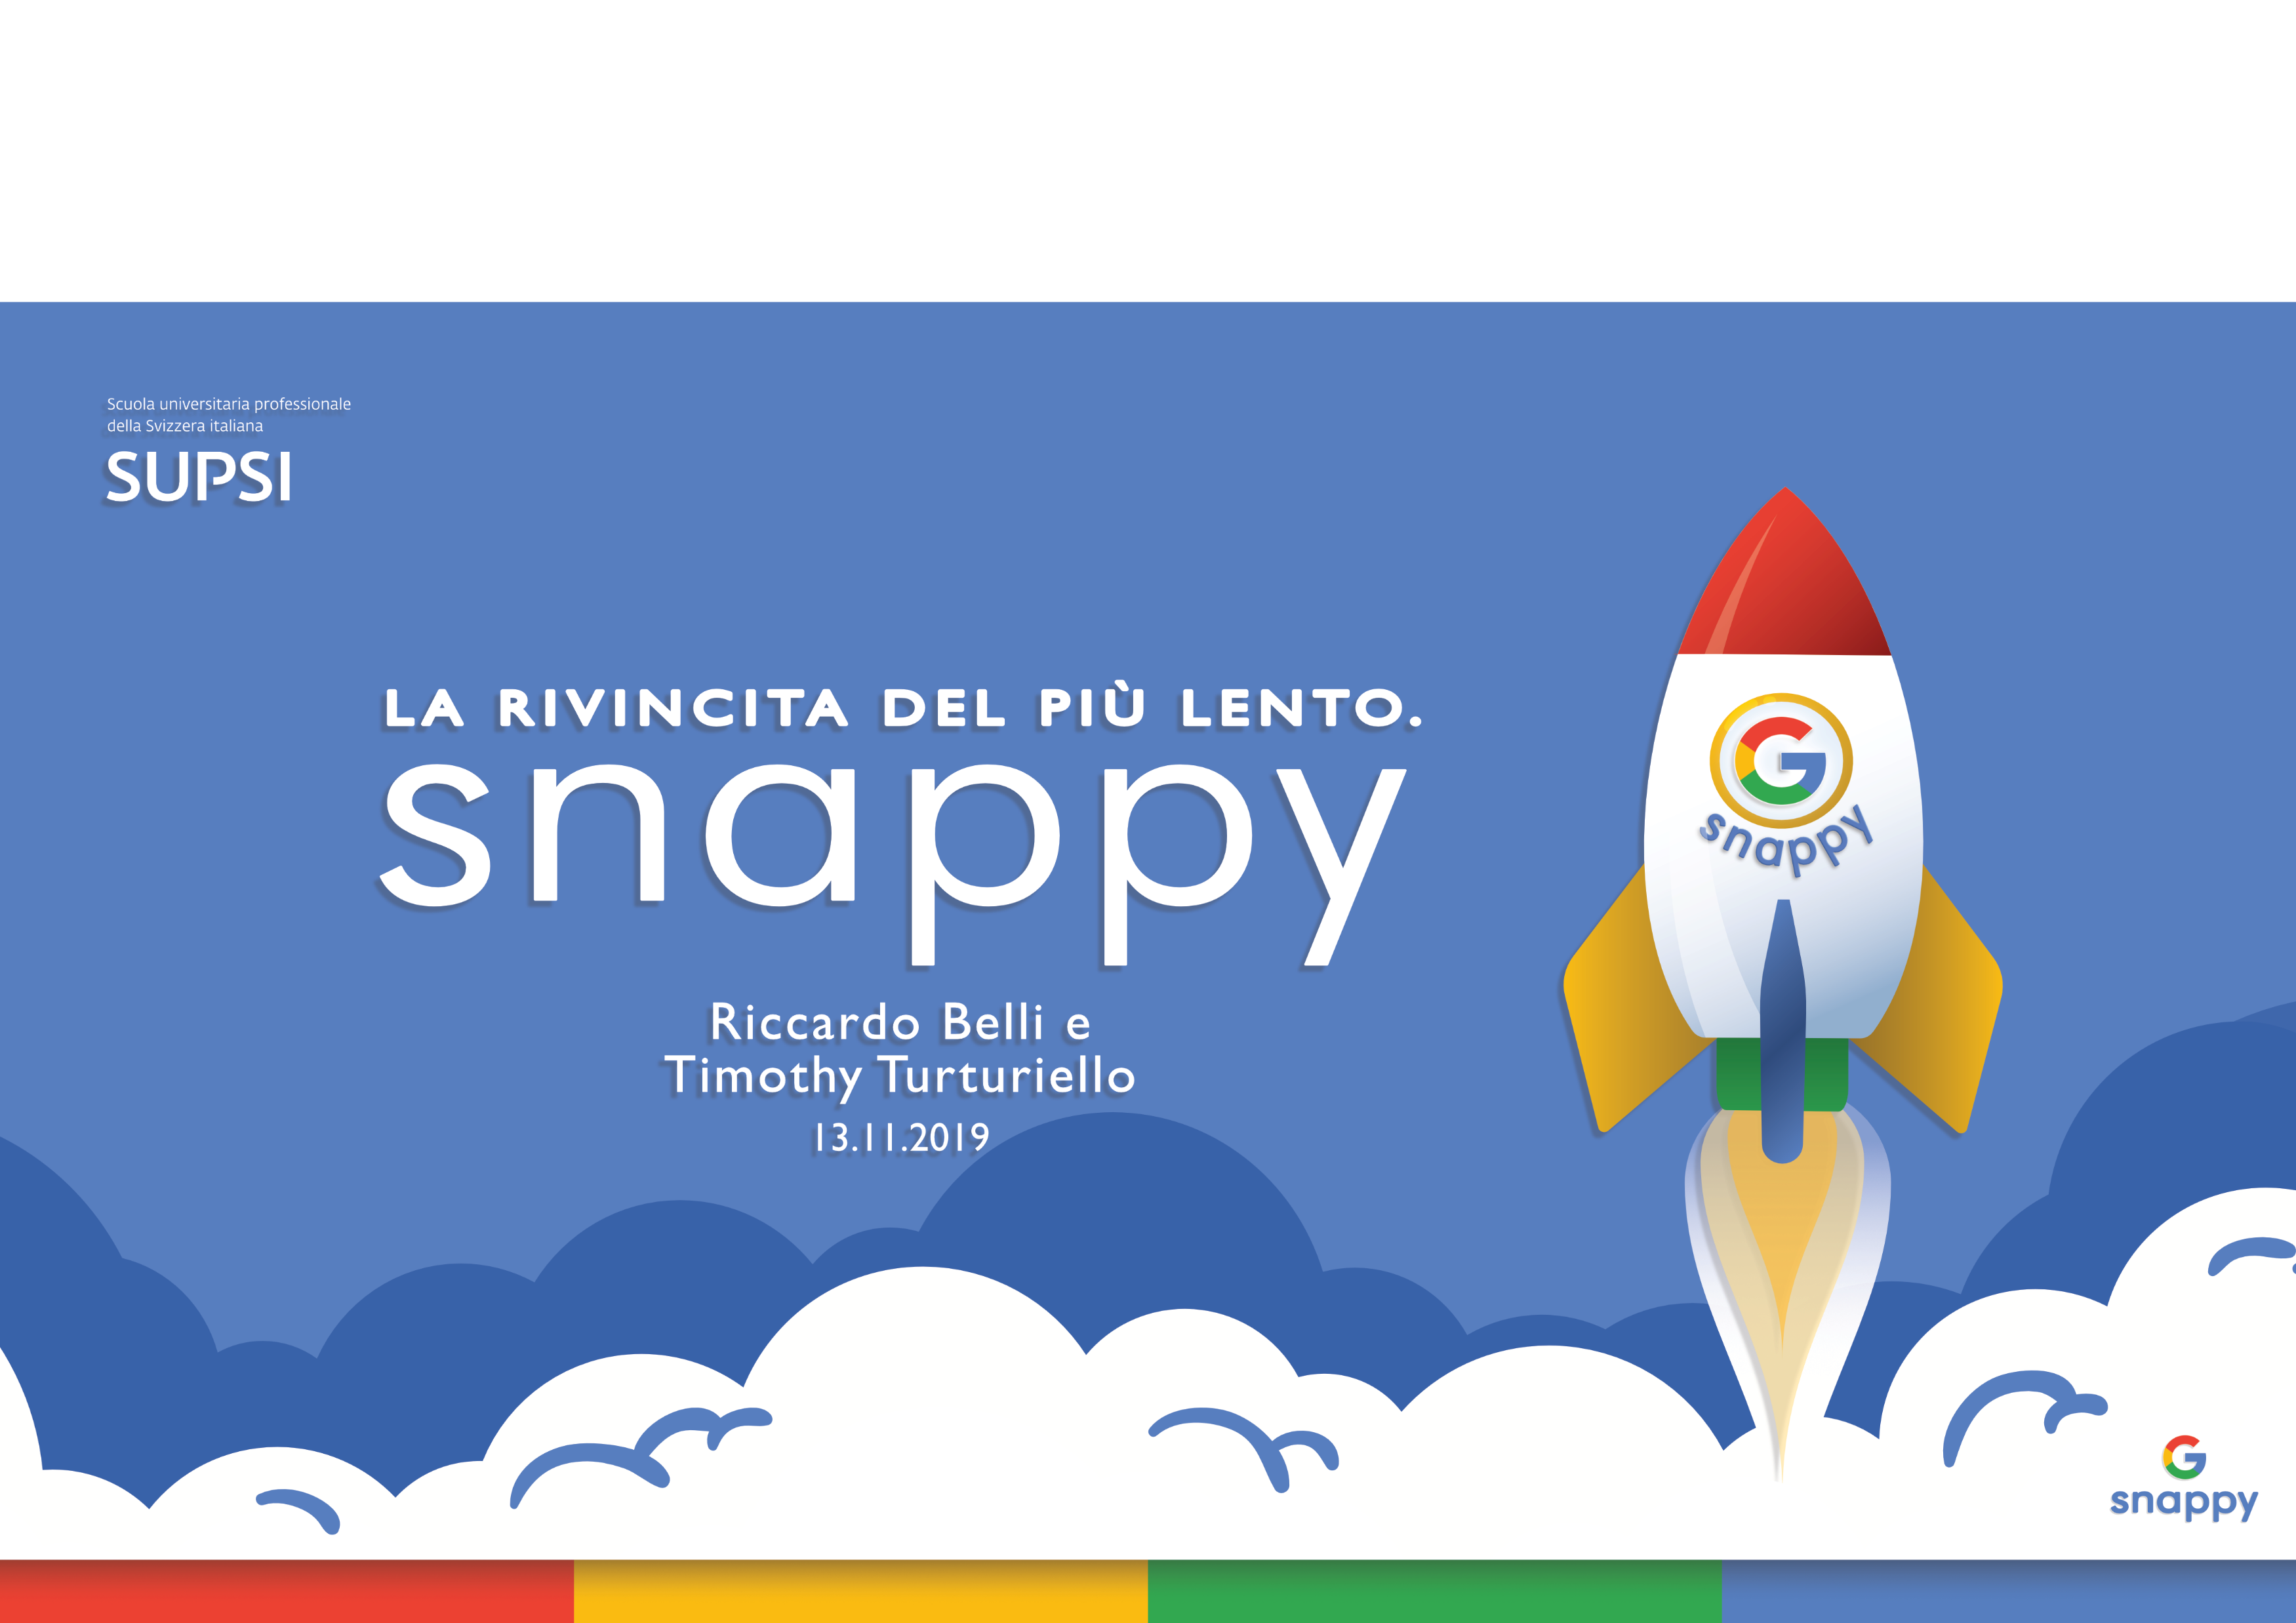 Scuola universitaria professionale
della Svizzera italiana
SUPSI
LA RIVINCITA DEL PIÙ LENTO.
snappy
Riccardo Belli e
Timothy Turturiello
13.11.2019
G
snappy
G
snappy